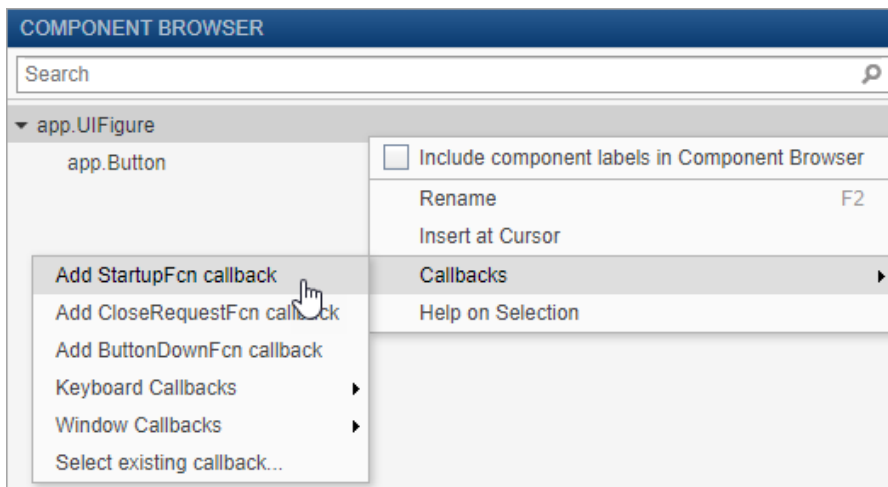 COMPONENT BROWSER
Search
app.UIFigure
app.Button
Include component labels in Component Browser
Rename F2
Insert at Cursor
Callbacks
Help on Selection
Add StartupFcn callback
Add CloseRequestFcn callback
Add ButtonDownFcn callback
Keyboard Callbacks
Window Callbacks
Select existing callback...